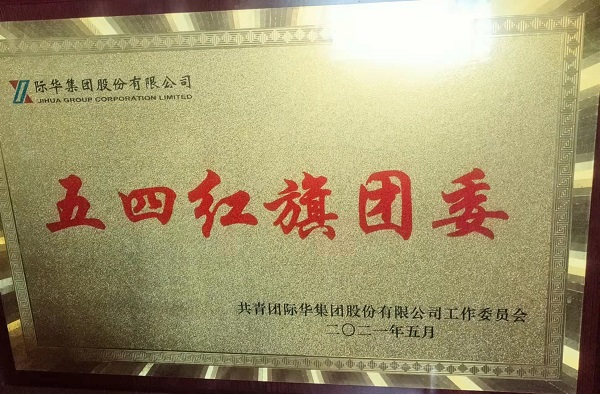 际华集团股份有限公司
JIHUA GROUP CORPORATION LIMITED
五四红旗团委
共青团际华集团股份有限公司工作委员会
二〇二一年五月